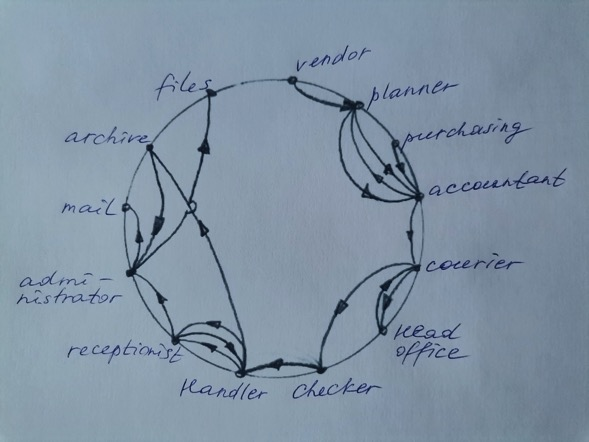 vendor
files
planner
archive
purchasing
accountant
mail
courier
admi-
nistrator
Head
office
receptionist
Handler
Checker